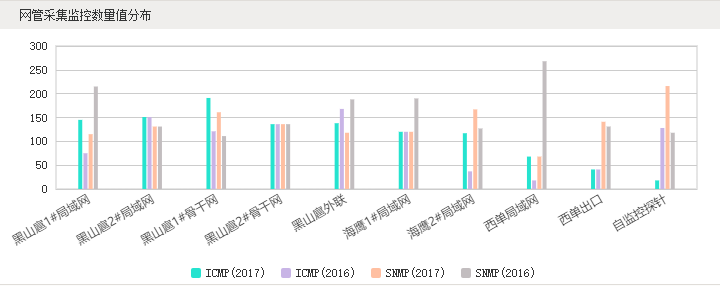 网管采集监控数量值分布
300
250
200
150
100
50
0
黑山扈1#局域网
黑山扈2#局域网
黑山扈1#骨干网
黑山扈2#骨干网
黑山扈外联
海鹰1#局域网
海鹰2#局域网
西单局域网
西单出口
自监控探针
ICMP(2017) ICMP(2016) SNMP(2017) SNMP(2016)